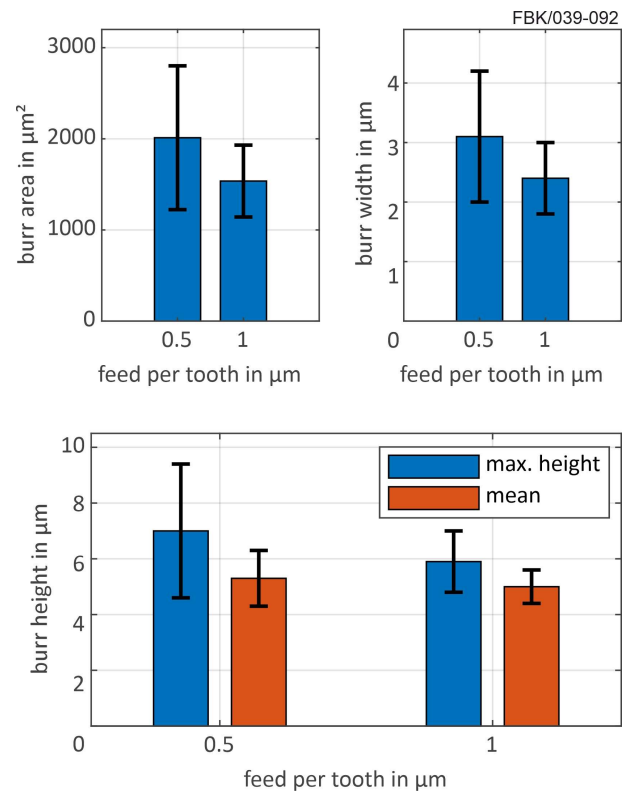 FBK/039-092
burr area in µm²
3000
2000
1000
0
0.5 1
feed per tooth in µm
burr width in µm
4
3
2
1
0
0.5 1
feed per tooth in µm
burr height in µm
10
8
6
4
2
0
max. height
mean
0.5 1
feed per tooth in µm